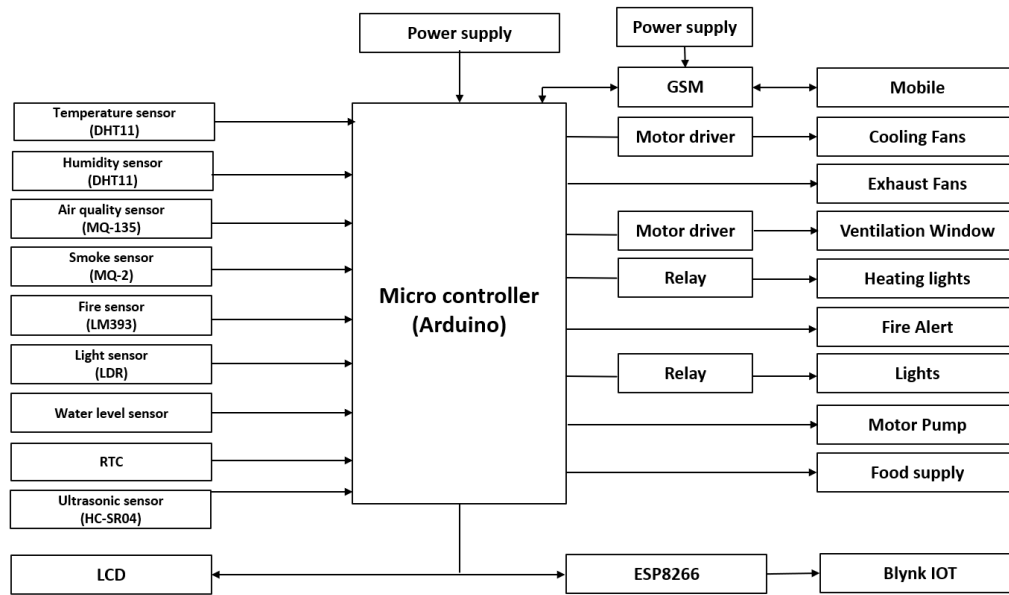 Power supply
Power supply
GSM
Mobile
Temperature sensor
(DHT11)
Motor driver
Cooling Fans
Humidity sensor
(DHT11)
Exhaust Fans
Air quality sensor
(MQ-135)
Motor driver
Ventilation Window
Smoke sensor
(MQ-2)
Relay
Heating lights
Micro controller
(Arduino)
Fire sensor
(LM393)
Fire Alert
Light sensor
(LDR)
Relay
Lights
Water level sensor
Motor Pump
RTC
Food supply
Ultrasonic sensor
(HC-SR04)
LCD
ESP8266
Blynk IOT